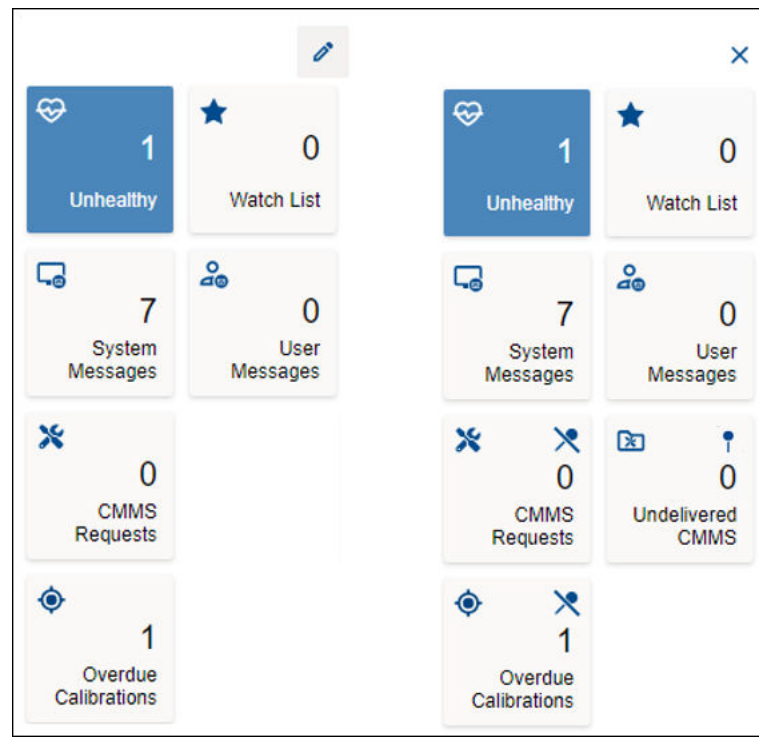 1
Unhealthy
0
Watch List
7
System
Messages
0
User
Messages
0
CMMS
Requests
1
Overdue
Calibrations
1
Unhealthy
0
Watch List
7
System
Messages
0
User
Messages
0
CMMS
Requests
0
Undelivered
CMMS
1
Overdue
Calibrations